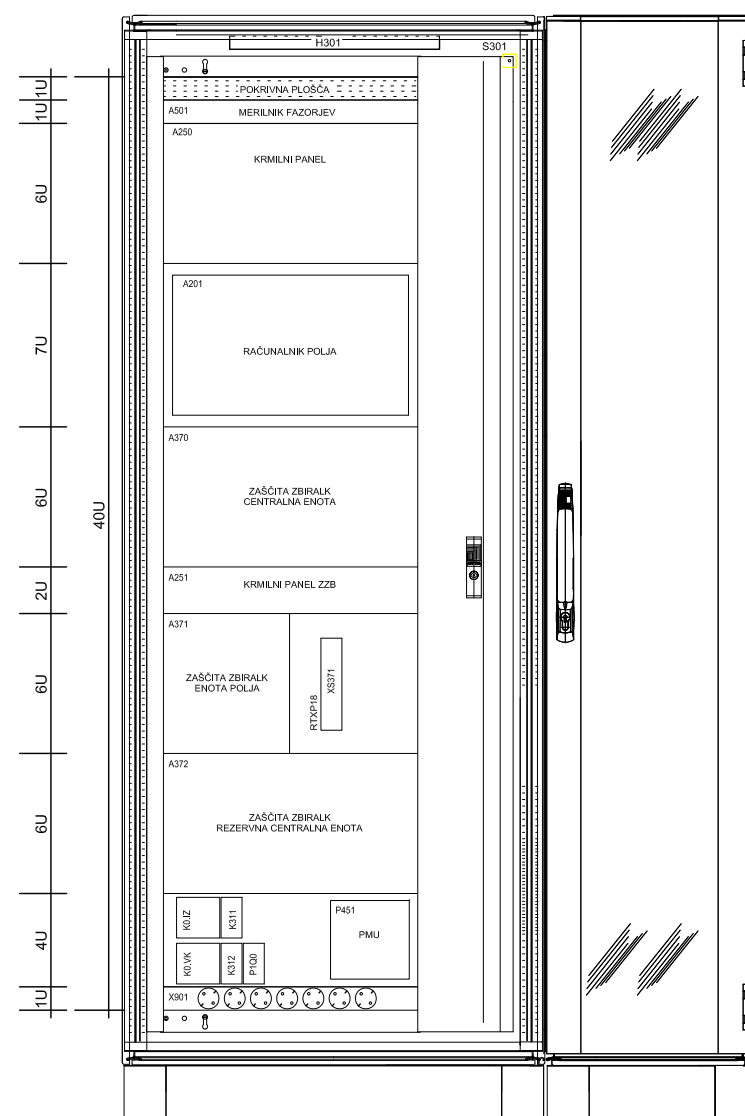 H301
S301
1U
POKRIVNA PLOŠČA
1U
A501
MERILNIK FAZORJEV
A250
KRMILNI PANEL
6U
A201
RAČUNALNIK POLJA
7U
A370
ZAŠČITA ZBIRALK
CENTRALNA ENOTA
6U
40U
A251
KRMILNI PANEL ZZB
2U
A371
ZAŠČITA ZBIRALK
ENOTA POLJA
RTXP18
XS371
6U
A372
ZAŠČITA ZBIRALK
REZERVNA CENTRALNA ENOTA
6U
K0.IZ
K311
P451
PMU
K0.VK
K312
P1Q0
4U
X901
1U